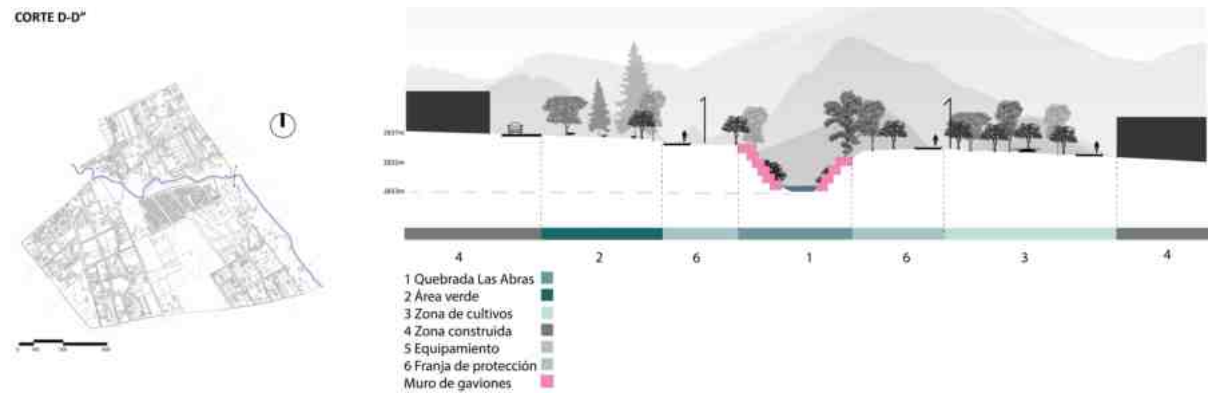 CORTE D-D"
4
2
6
1
6
3
4
1 Quebrada Las Abras
2 Área verde
3 Zona de cultivos
4 Zona construida
5 Equipamiento
6 Franja de protección
Muro de gaviones